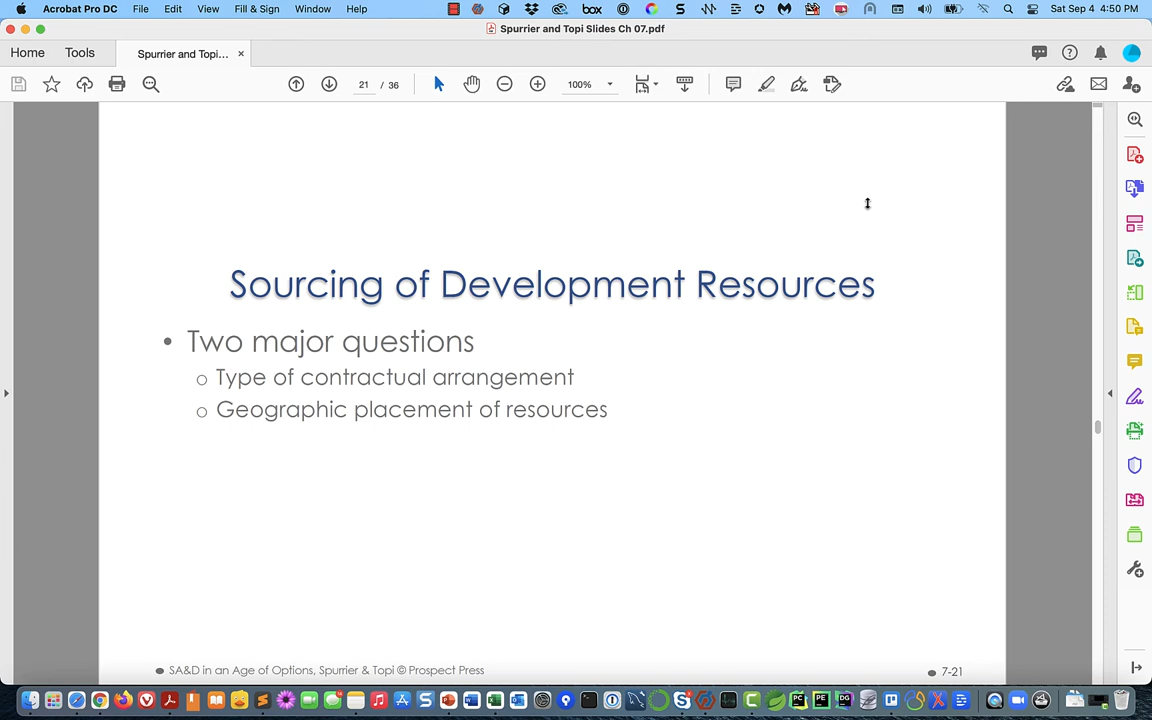 Acrobat Pro DC File Edit View Fill & Sign Window Help box Sat Sep 4 4:50 PM
Spurrier and Topi Slides Ch 07.pdf
Home Tools Spurrier and Topi... ×
21 / 36 100%
Sourcing of Development Resources
• Two major questions
o Type of contractual arrangement
o Geographic placement of resources
SA&D in an Age of Options, Spurrier & Topi © Prospect Press
7-21